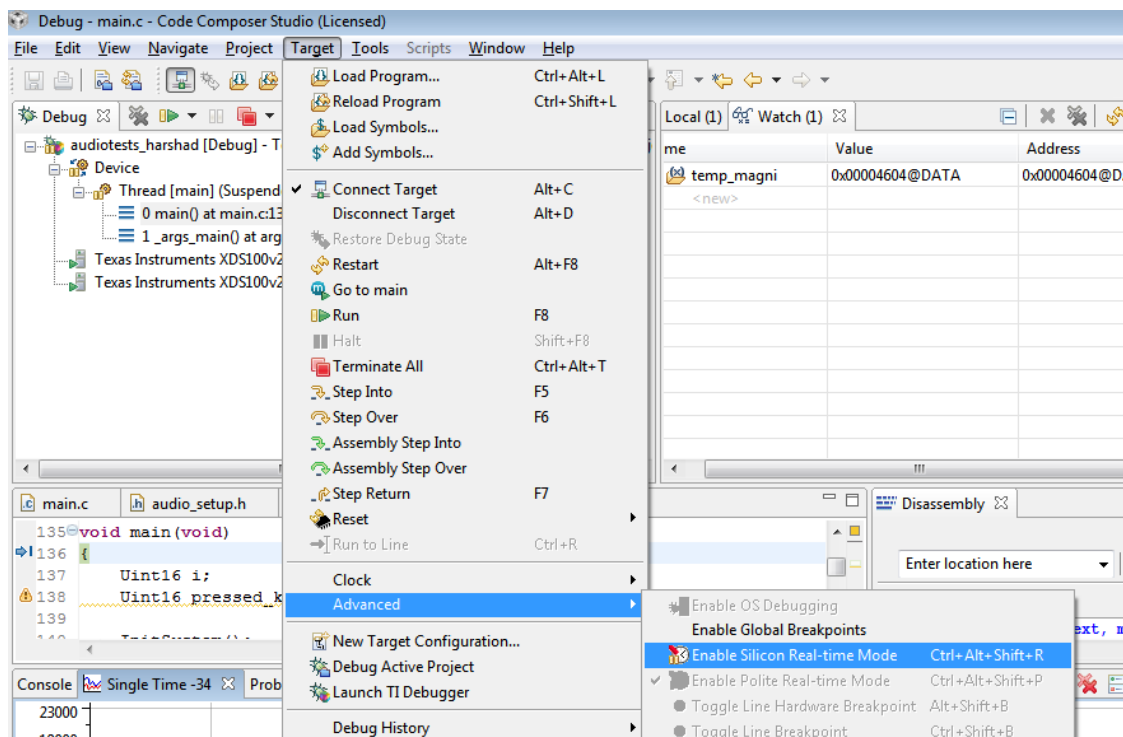 Debug - main.c - Code Composer Studio (Licensed)
File Edit View Navigate Project Target Tools Scripts Window Help
Debug
audiotests_harshad [Debug] - T
Device
Thread [main] (Suspend
0 main() at main.c:13
1 _args_main() at arg
Texas Instruments XDS100v2
Texas Instruments XDS100v2
Load Program... Ctrl+Alt+L
Reload Program Ctrl+Shift+L
Load Symbols...
Add Symbols...
Connect Target Alt+C
Disconnect Target Alt+D
Restore Debug State
Restart Alt+F8
Go to main
Run F8
Halt Shift+F8
Terminate All Ctrl+Alt+T
Step Into F5
Step Over F6
Assembly Step Into
Assembly Step Over
Step Return F7
Reset
Run to Line Ctrl+R
Clock
Advanced
New Target Configuration...
Debug Active Project
Launch TI Debugger
Debug History
Enable OS Debugging
Enable Global Breakpoints
Enable Silicon Real-time Mode Ctrl+Alt+Shift+R
Enable Polite Real-time Mode Ctrl+Alt+Shift+P
Toggle Line Hardware Breakpoint Alt+Shift+B
Toggle Line Breakpoint Ctrl+Shift+B
Local (1) Watch (1)
me Value Address
temp_magni 0x00004604@DATA 0x00004604@D
<new>
main.c audio_setup.h
135 void main(void)
136 {
137 Uint16 i;
138 Uint16 pressed_k
139
Disassembly
Enter location here
ext, m
Console Single Time -34 Prob
23000